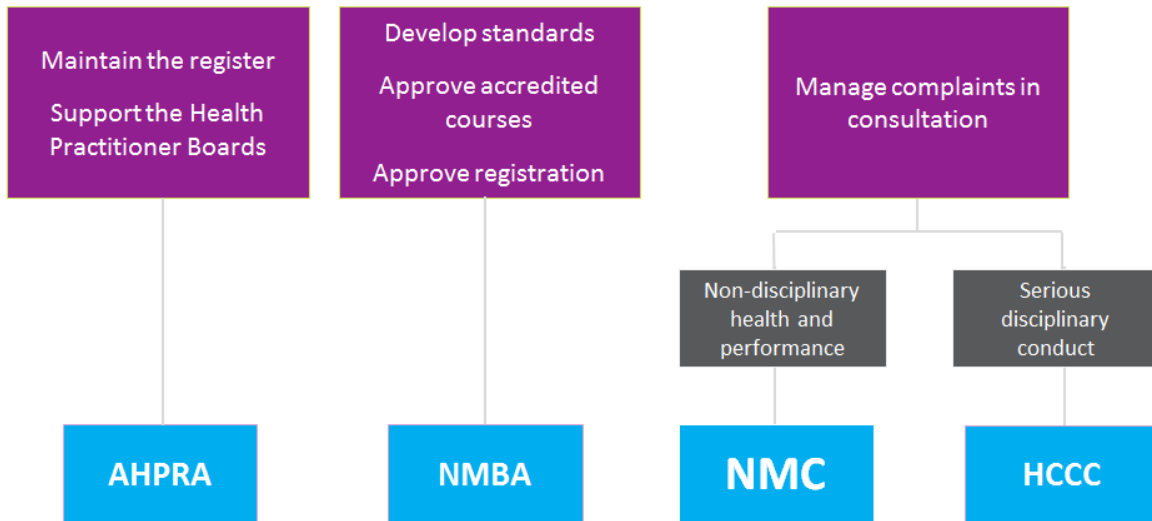 Maintain the register
Support the Health
Practitioner Boards
Develop standards
Approve accredited
courses
Approve registration
Manage complaints in
consultation
Non-disciplinary
health and
performance
Serious
disciplinary
conduct
AHPRA
NMBA
NMC
HCCC